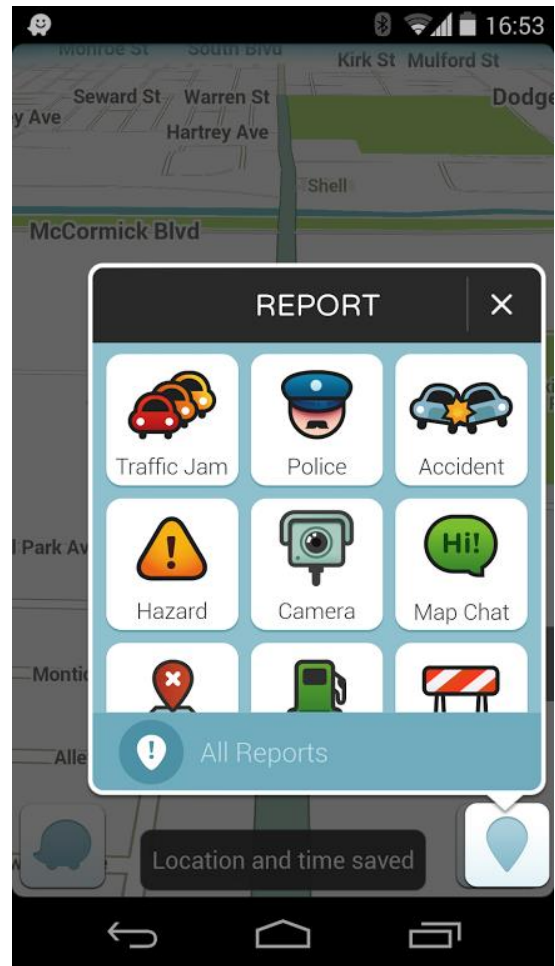 16:53
Monroe St South Blvd
Kirk St Mulford St
Seward St Warren St Dodge
y Ave
Hartrey Ave
Shell
McCormick Blvd
REPORT
Traffic Jam Police Accident
Hi!
Hazard Camera Map Chat
l Park Av
Montic
Alle
All Reports
Location and time saved